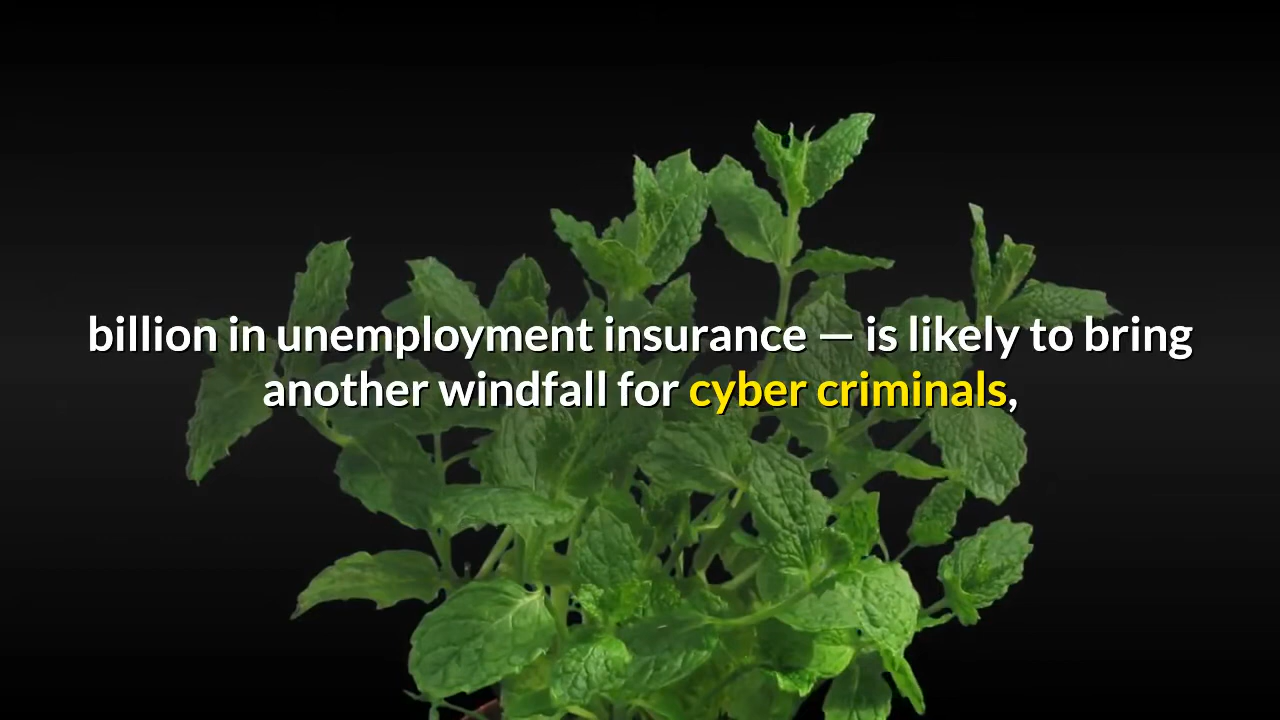 billion in unemployment insurance — is likely to bring
another windfall for cyber criminals,